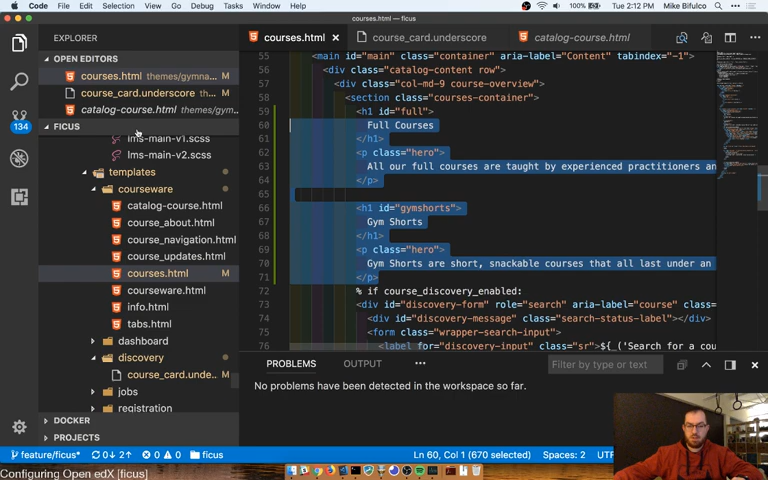 Code File Edit Selection View Go Debug Tasks Window Help
100% Tue 2:12 PM Mike Bifulco
courses.html — ficus
EXPLORER
courses.html
course_card.underscore
catalog-course.html
OPEN EDITORS
courses.html themes/gymna... M
course_card.underscore th... M
catalog-course.html themes/gym...
FICUS
lms-main-v1.scss
lms-main-v2.scss
templates
courseware
catalog-course.html
course_about.html
course_navigation.html
course_updates.html
courses.html M
courseware.html
info.html
tabs.html
dashboard
discovery
course_card.unde... M
jobs
registration
DOCKER
PROJECTS
134
55 <main id="main" class="container" aria-label="Content" tabindex="-1">
56 <div class="catalog-content row">
57 <div class="col-md-9 course-overview">
58 <section class="courses-container">
59 <h1 id="full">
60 Full Courses
61 </h1>
62 <p class="hero">
63 All our full courses are taught by experienced practitioners an
64 </p>
65
66 <h1 id="gymshorts">
67 Gym Shorts
68 </h1>
69 <p class="hero">
70 Gym Shorts are short, snackable courses that all last under an
71 </p>
72 % if course_discovery_enabled:
73 <div id="discovery-form" role="search" aria-label="course" clas
74 <div id="discovery-message" class="search-status-label"></div>
75 <form class="wrapper-search-input">
76 <label for="discovery-input" class="sr">${_('Search for a cou
PROBLEMS OUTPUT ...
Filter by type or text
No problems have been detected in the workspace so far.
feature/ficus* 0↓ 2↑ 0 0 ficus
Ln 60, Col 1 (670 selected) Spaces: 2 UT
Configuring Open edX [ficus]